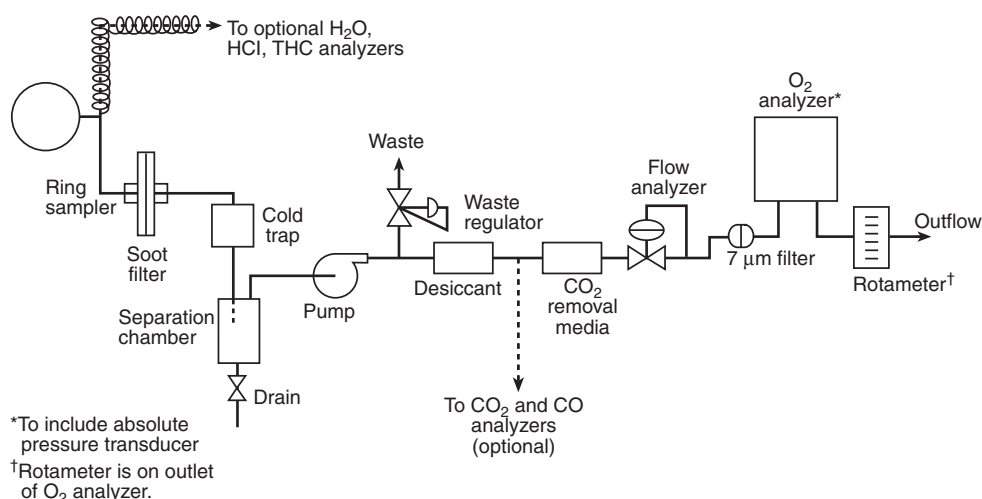 To optional H₂O,
HCl, THC analyzers
O₂
analyzer*
Waste
Flow
analyzer
Ring
sampler
Waste
regulator
Cold
trap
Outflow
Soot
filter
7 μm filter
Desiccant
CO₂
removal
media
Rotameter†
Pump
Separation
chamber
Drain
To CO₂ and CO
analyzers
(optional)
*To include absolute
pressure transducer
†Rotameter is on outlet
of O₂ analyzer.